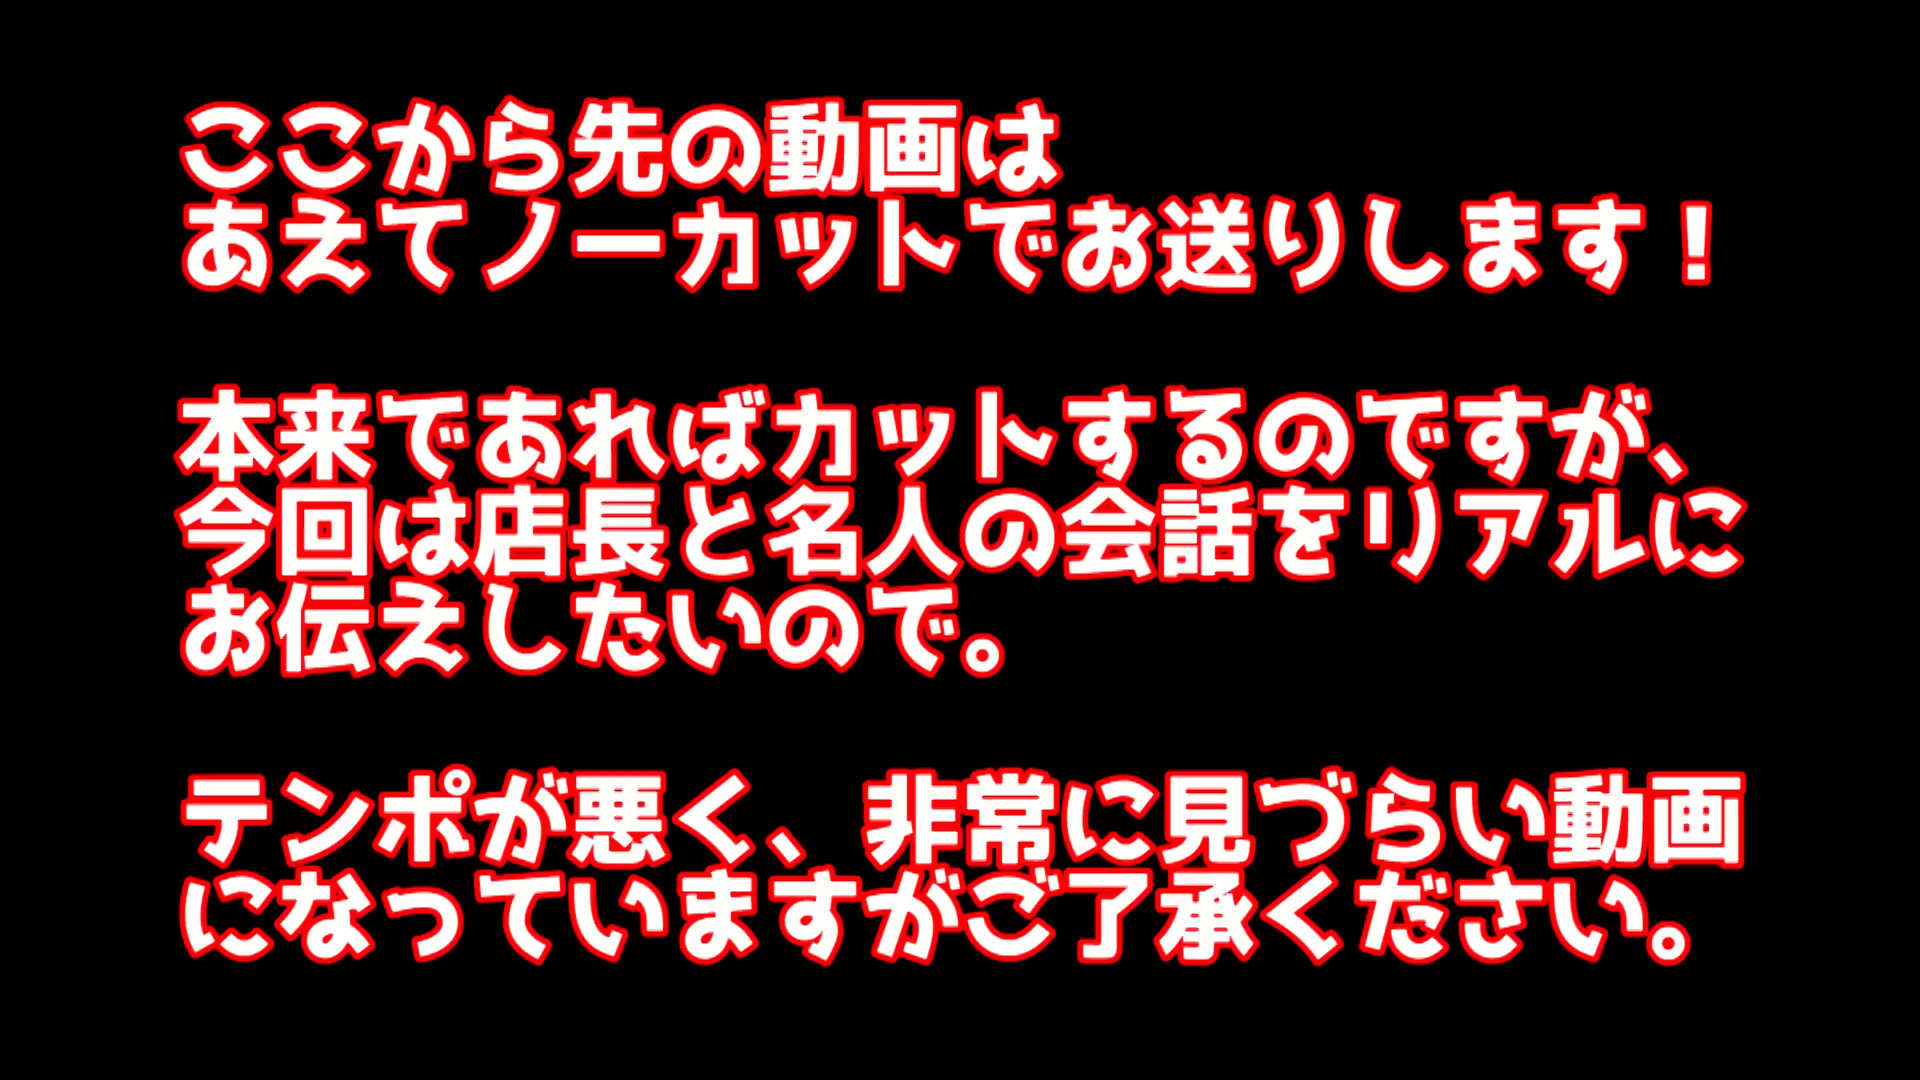 ここから先の動画は
あえてノーカットでお送りします！
本来であればカットするのですが、
今回は店長と名人の会話をリアルに
お伝えしたいので。
テンポが悪く、非常に見づらい動画
になっていますがご了承ください。